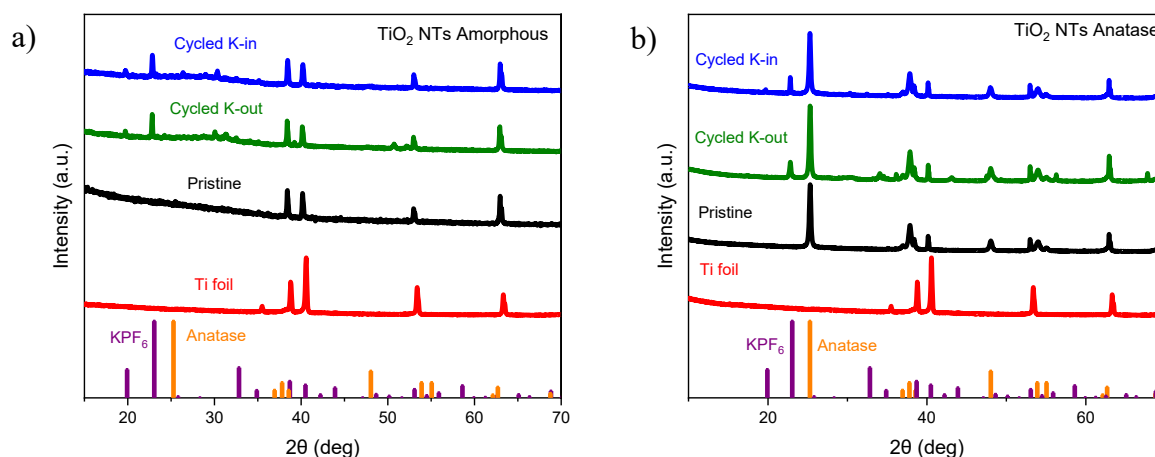 a)
TiO₂ NTs Amorphous
Cycled K-in
Cycled K-out
Pristine
Ti foil
KPF₆
Anatase
Intensity (a.u.)
20 30 40 50 60 70
2θ (deg)
b)
TiO₂ NTs Anatase
Cycled K-in
Cycled K-out
Pristine
Ti foil
KPF₆
Anatase
Intensity (a.u.)
20 40 60
2θ (deg)